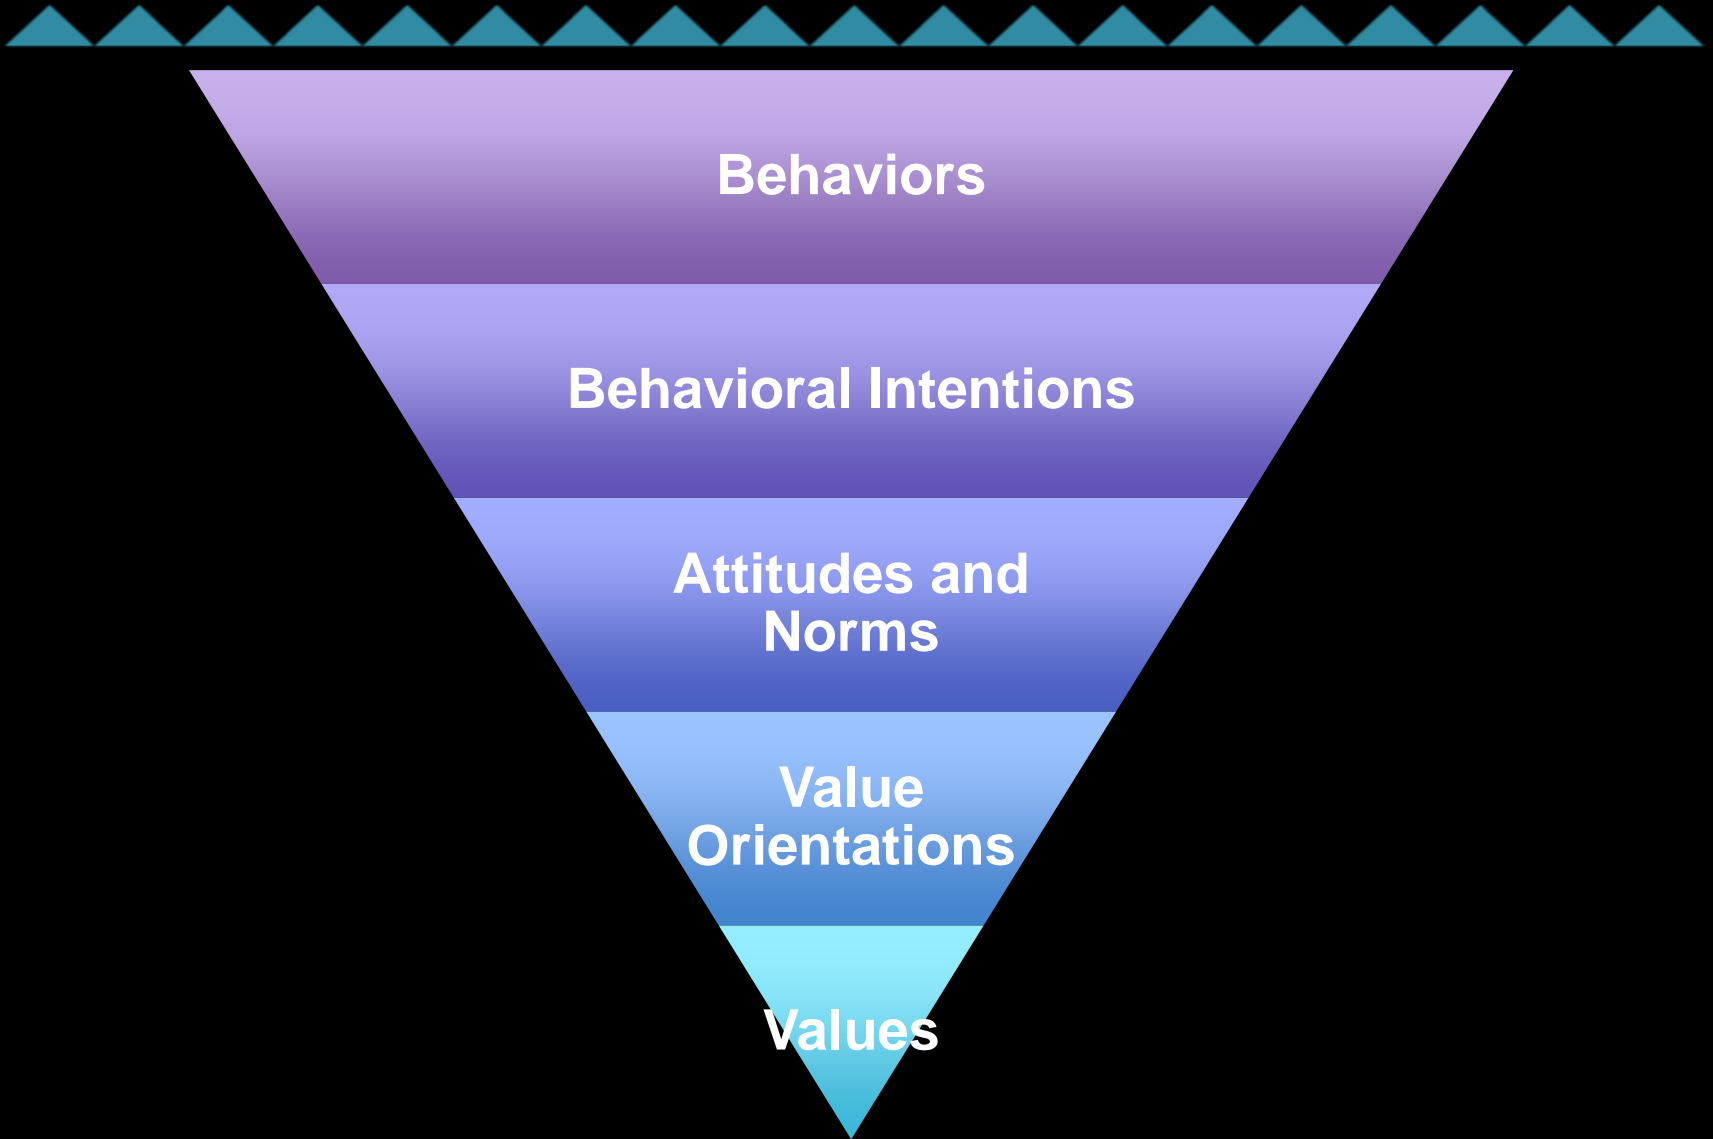 Behaviors
Behavioral Intentions
Attitudes and
Norms
Value
Orientations
Values